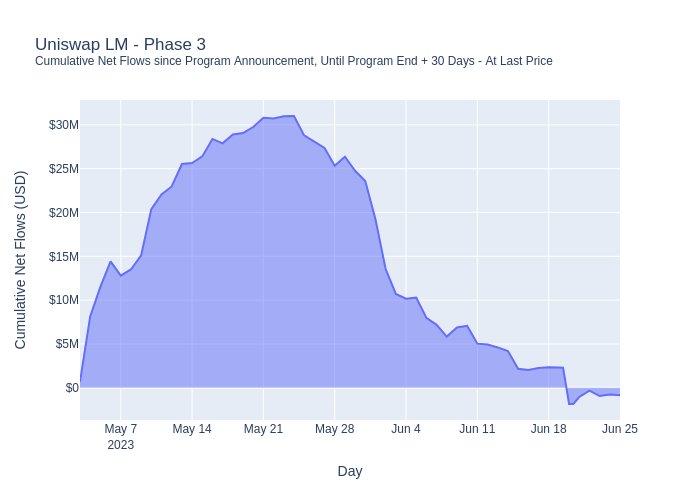 Uniswap LM - Phase 3
Cumulative Net Flows since Program Announcement, Until Program End + 30 Days - At Last Price
Cumulative Net Flows (USD)
$30M
$25M
$20M
$15M
$10M
$5M
$0
May 7
2023
May 14
May 21
May 28
Jun 4
Jun 11
Jun 18
Jun 25
Day